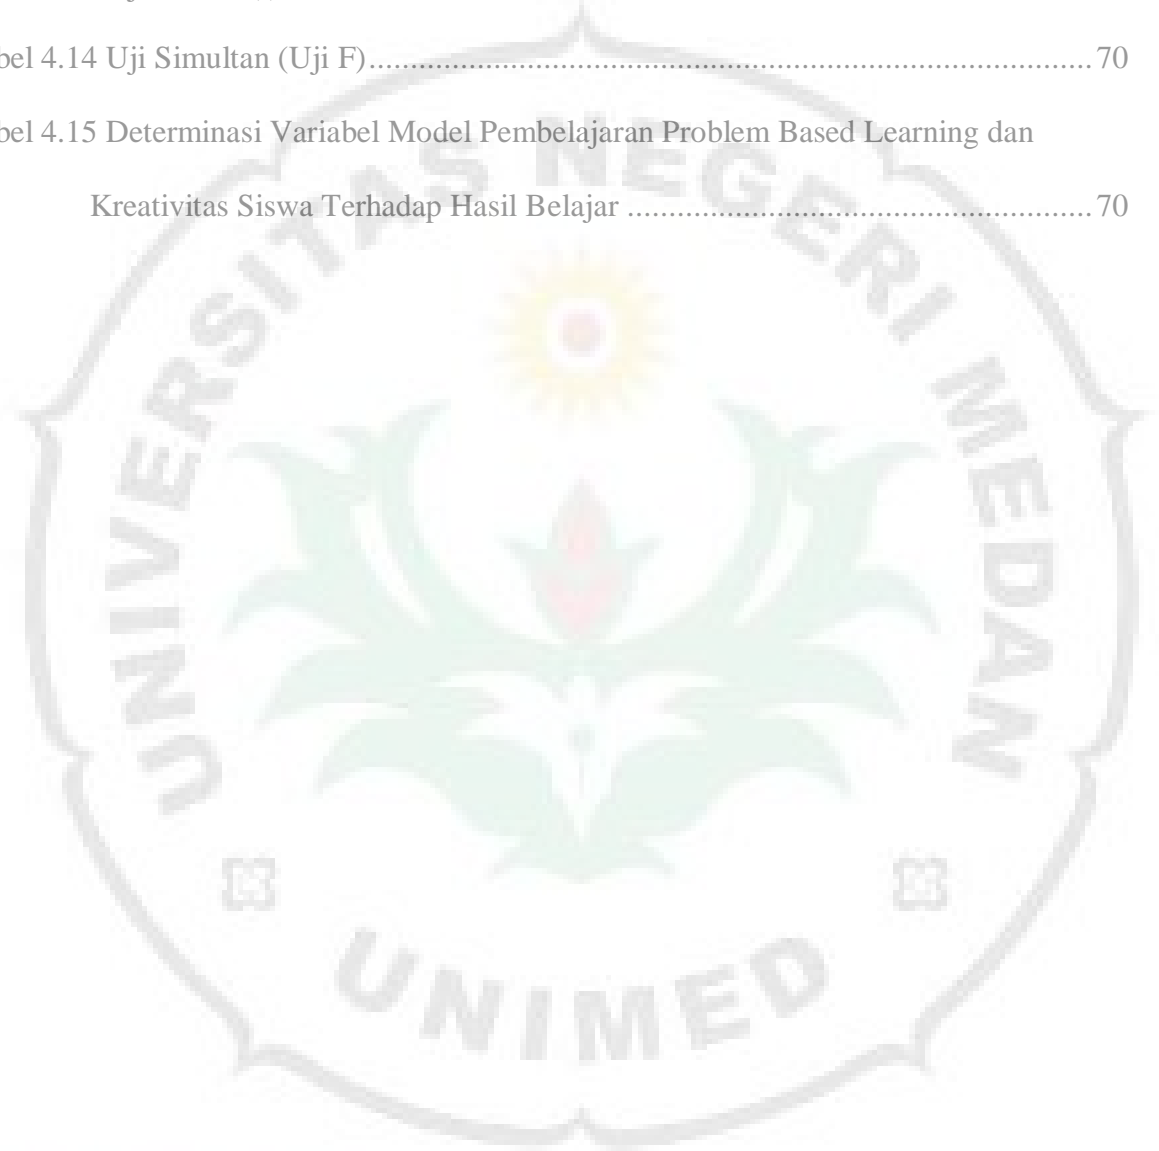 bel 4.14 Uji Simultan (Uji F)........................................................................................ 70
bel 4.15 Determinasi Variabel Model Pembelajaran Problem Based Learning dan
Kreativitas Siswa Terhadap Hasil Belajar ......................................................... 70
UNIVERSITAS NEGERI MEDAN
UNIMED